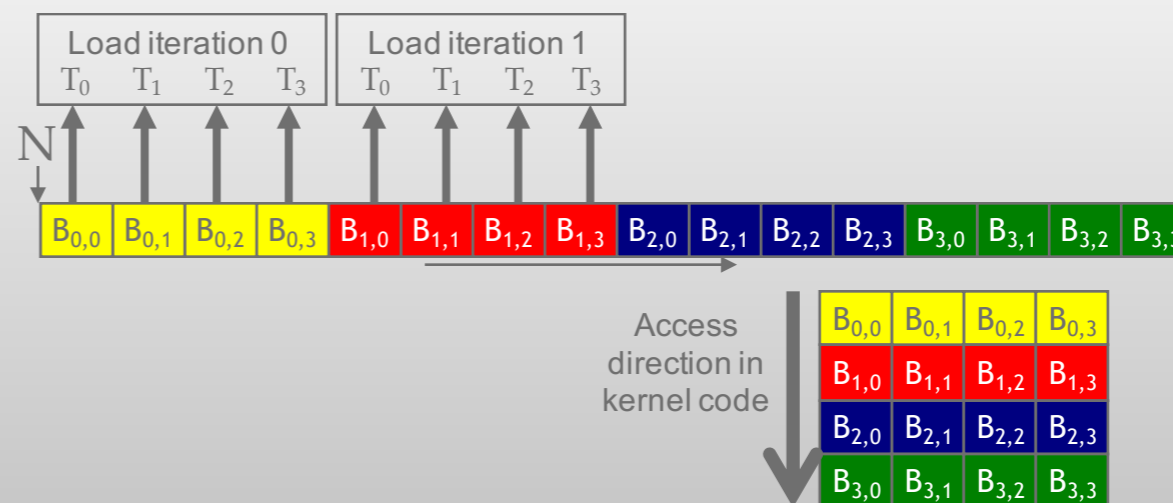 Load iteration 0 Load iteration 1
T₀ T₁ T₂ T₃ T₀ T₁ T₂ T₃
N
B₀,₀ B₀,₁ B₀,₂ B₀,₃ B₁,₀ B₁,₁ B₁,₂ B₁,₃ B₂,₀ B₂,₁ B₂,₂ B₂,₃ B₃,₀ B₃,₁ B₃,₂ B₃,₃
Access
direction in
kernel code
B₀,₀ B₀,₁ B₀,₂ B₀,₃
B₁,₀ B₁,₁ B₁,₂ B₁,₃
B₂,₀ B₂,₁ B₂,₂ B₂,₃
B₃,₀ B₃,₁ B₃,₂ B₃,₃